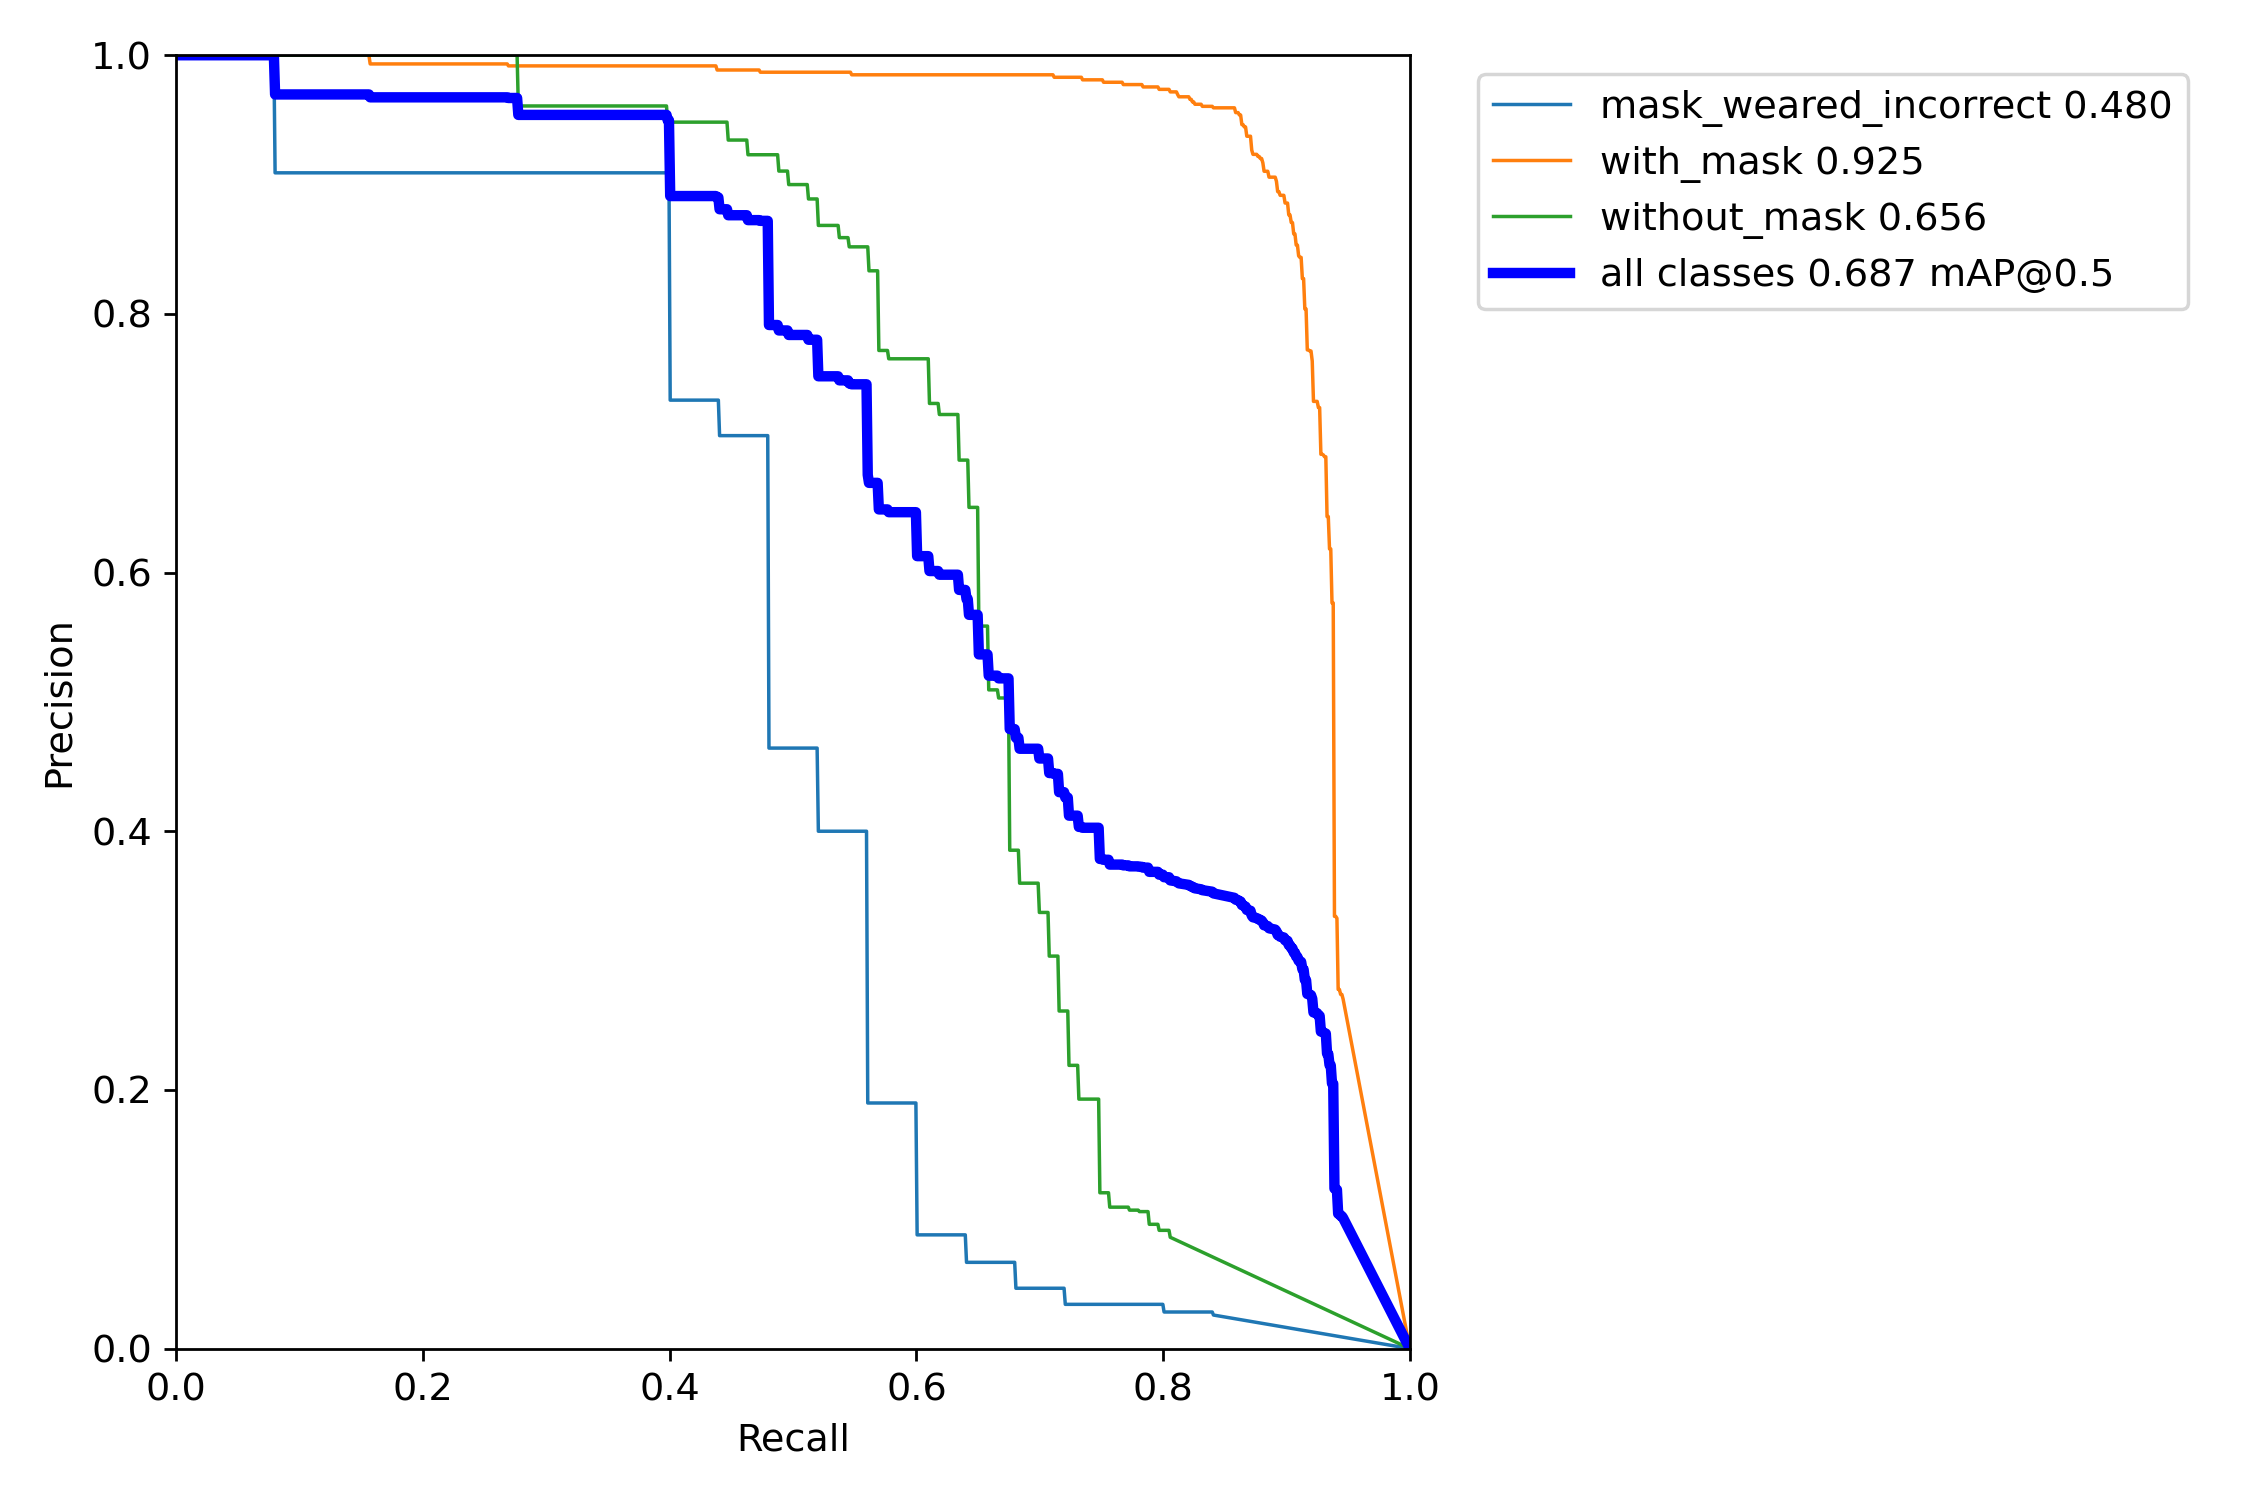 1.0
0.8
0.6
0.4
0.2
0.0
Precision
0.0 0.2 0.4 0.6 0.8 1.0
Recall
mask_weared_incorrect 0.480
with_mask 0.925
without_mask 0.656
all classes 0.687 mAP@0.5